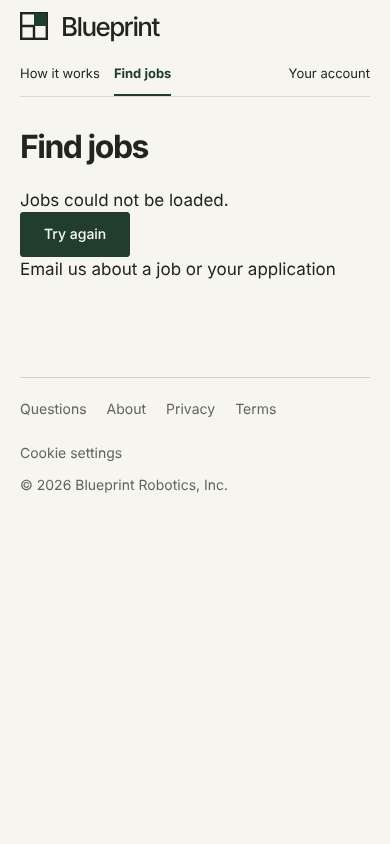 Blueprint
How it works Find jobs Your account
Find jobs
Jobs could not be loaded.
Try again
Email us about a job or your application
Questions About Privacy Terms
Cookie settings
© 2026 Blueprint Robotics, Inc.